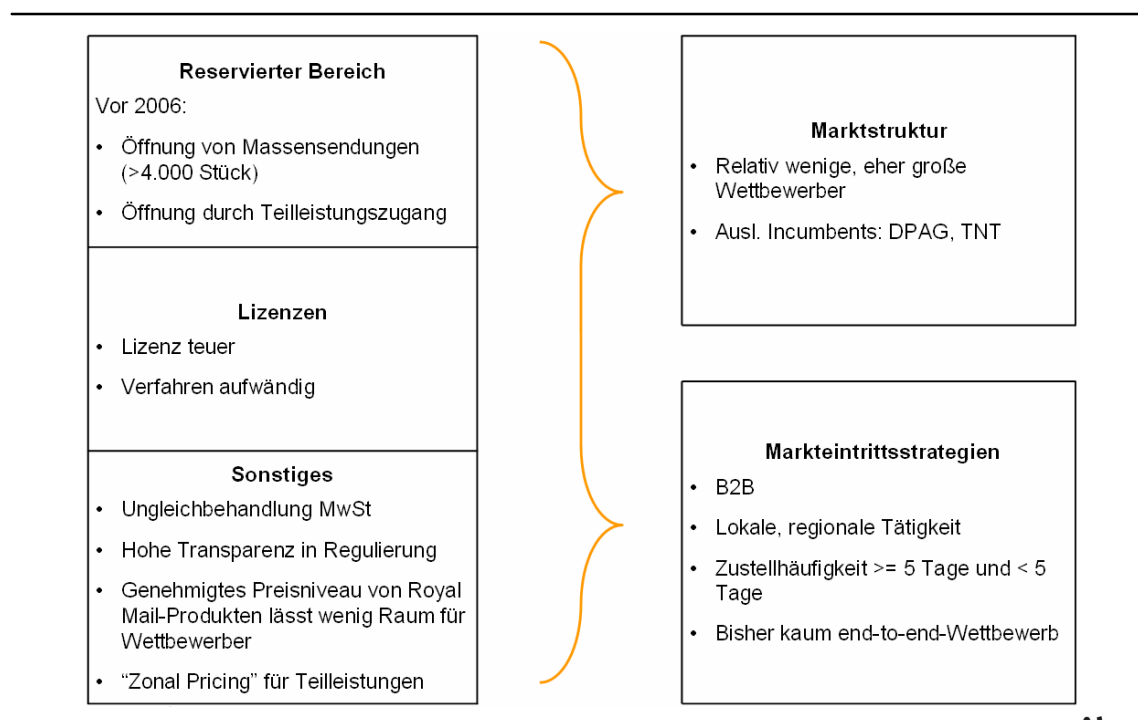 Reservierter Bereich
Vor 2006:
• Öffnung von Massensendungen
(>4.000 Stück)
• Öffnung durch Teilleistungszugang
Lizenzen
• Lizenz teuer
• Verfahren aufwändig
Sonstiges
• Ungleichbehandlung MwSt
• Hohe Transparenz in Regulierung
• Genehmigtes Preisniveau von Royal
Mail-Produkten lässt wenig Raum für
Wettbewerber
• “Zonal Pricing” für Teilleistungen
Marktstruktur
• Relativ wenige, eher große
Wettbewerber
• Ausl. Incumbents: DPAG, TNT
Markteintrittsstrategien
• B2B
• Lokale, regionale Tätigkeit
• Zustellhäufigkeit >= 5 Tage und < 5
Tage
• Bisher kaum end-to-end-Wettbewerb